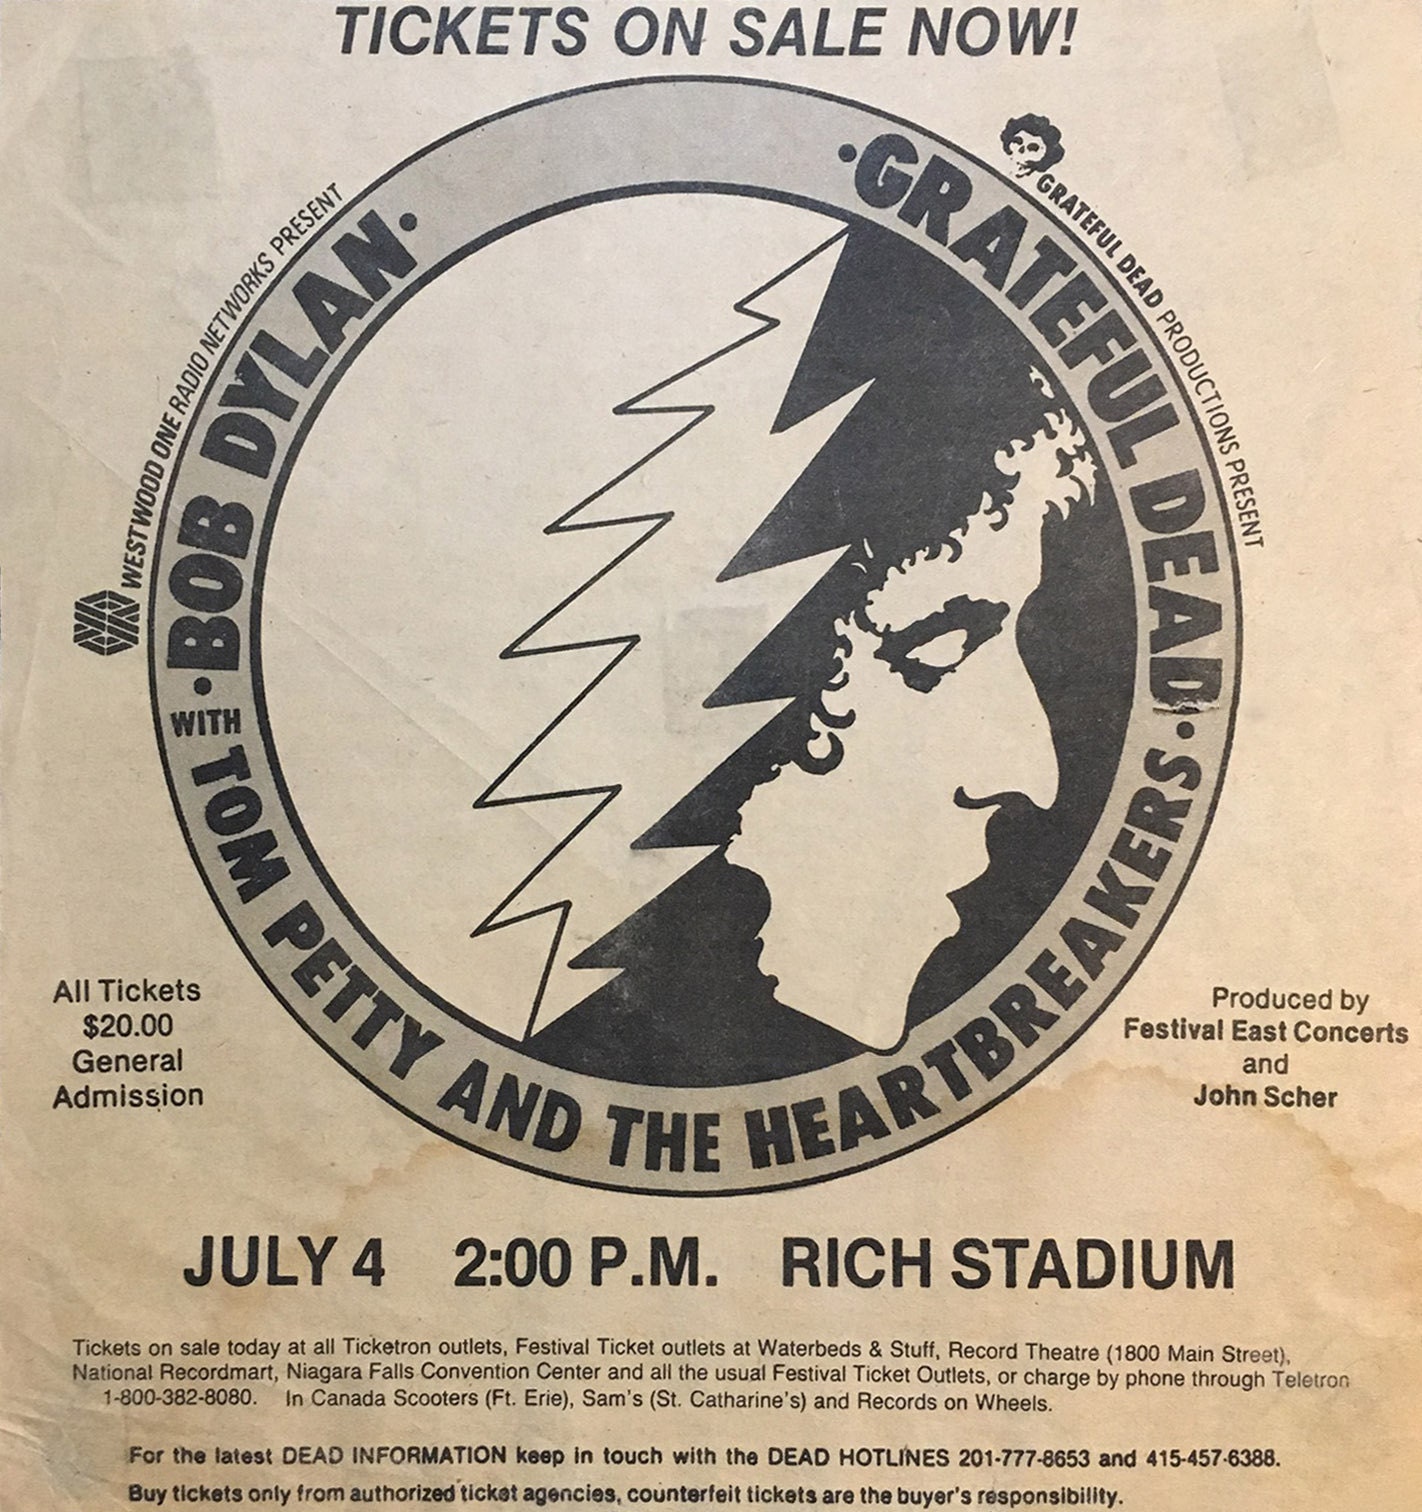 TICKETS ON SALE NOW!
WESTWOOD ONE RADIO NETWORKS PRESENT
GRATEFUL DEAD PRODUCTIONS PRESENT
·BOB DYLAN·
·GRATEFUL DEAD·
WITH TOM PETTY AND THE HEARTBREAKERS
All Tickets
$20.00
General
Admission
Produced by
Festival East Concerts
and
John Scher
JULY 4 2:00 P.M. RICH STADIUM
Tickets on sale today at all Ticketron outlets, Festival Ticket outlets at Waterbeds & Stuff, Record Theatre (1800 Main Street),
National Recordmart, Niagara Falls Convention Center and all the usual Festival Ticket Outlets, or charge by phone through Teletron
1-800-382-8080. In Canada Scooters (Ft. Erie), Sam's (St. Catharine's) and Records on Wheels.
For the latest DEAD INFORMATION keep in touch with the DEAD HOTLINES 201-777-8653 and 415-457-6388.
Buy tickets only from authorized ticket agencies, counterfeit tickets are the buyer's responsibility.